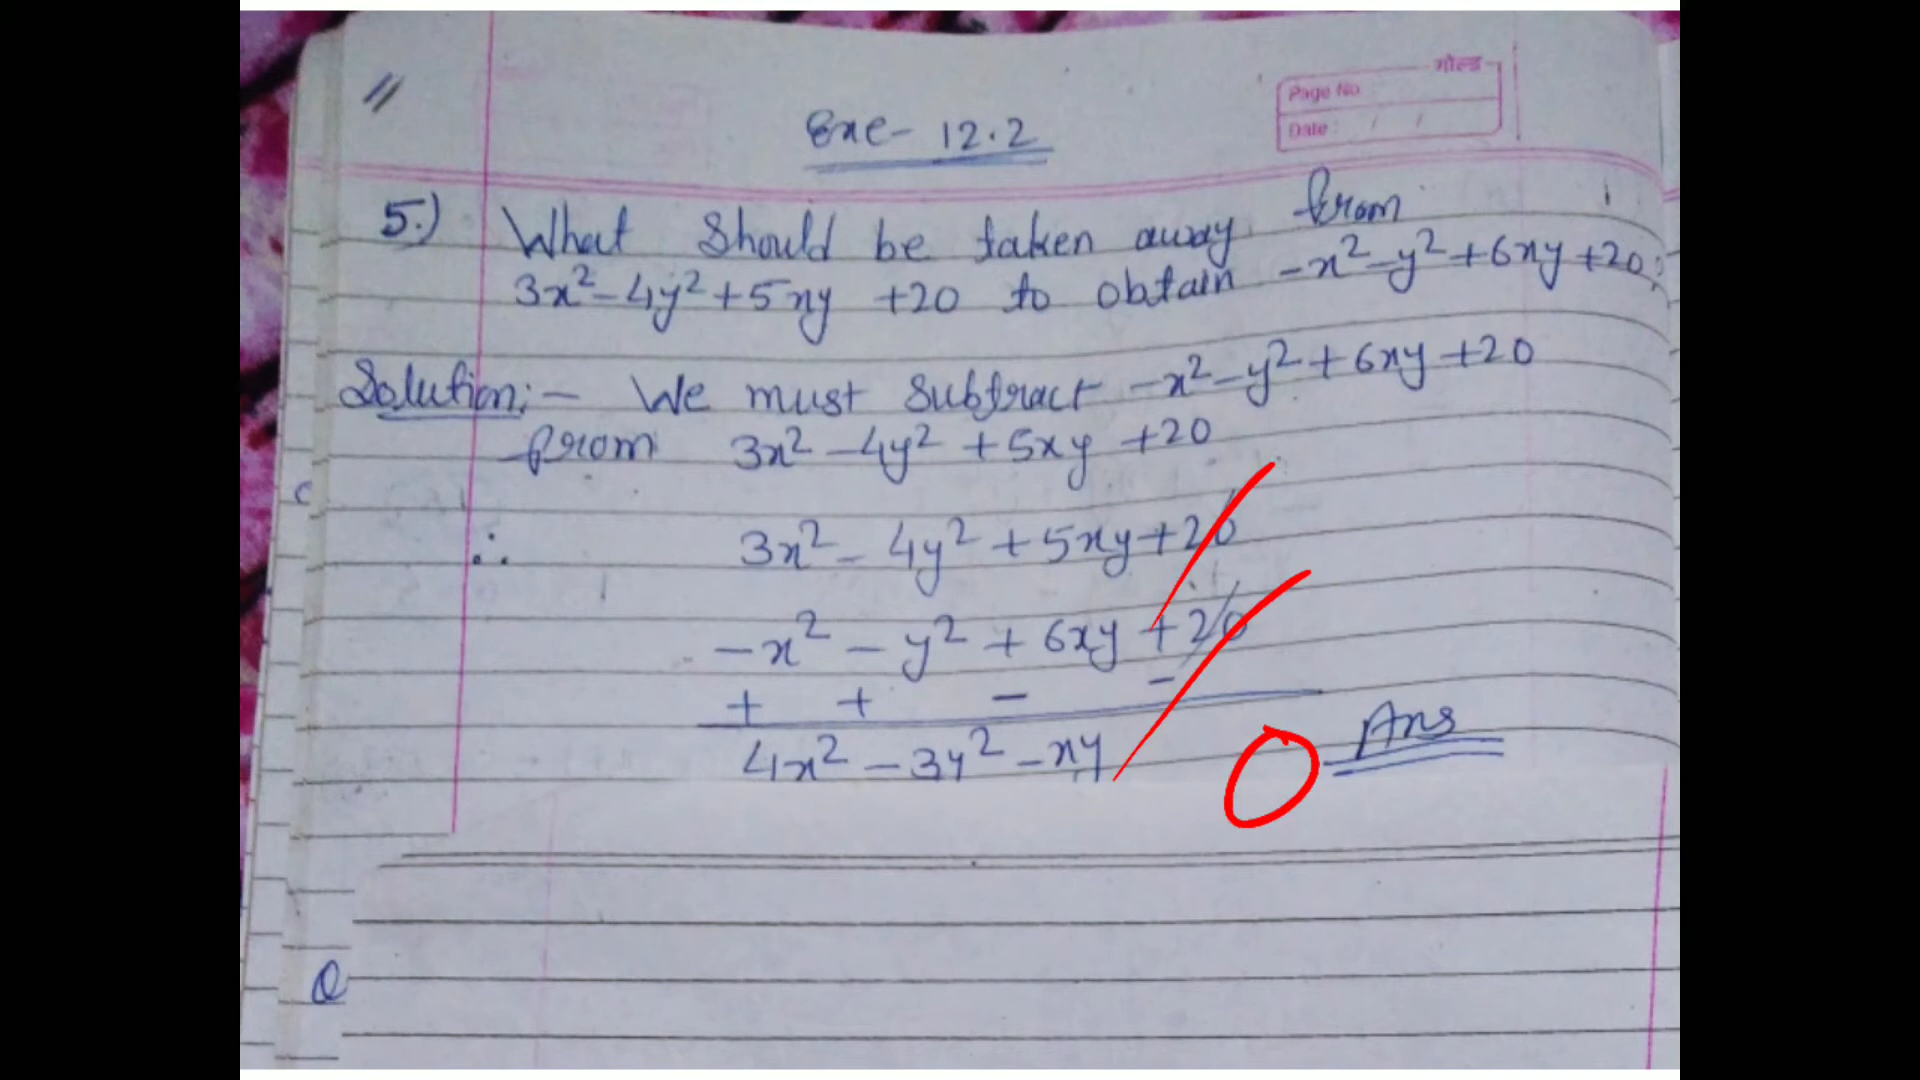 गोल्ड
Page No
Date : / /
Exe- 12.2
5.) What should be taken away from
3x²-4y²+5xy +20 to obtain -x²-y²+6xy+20?
Solution:- We must subtract -x²-y²+6xy+20
from 3x²-4y²+5xy+20
∴ 3x²-4y²+5xy+20
-x²-y²+6xy+20
+ + - -
4x²-3y²-xy 0 Ans
Q